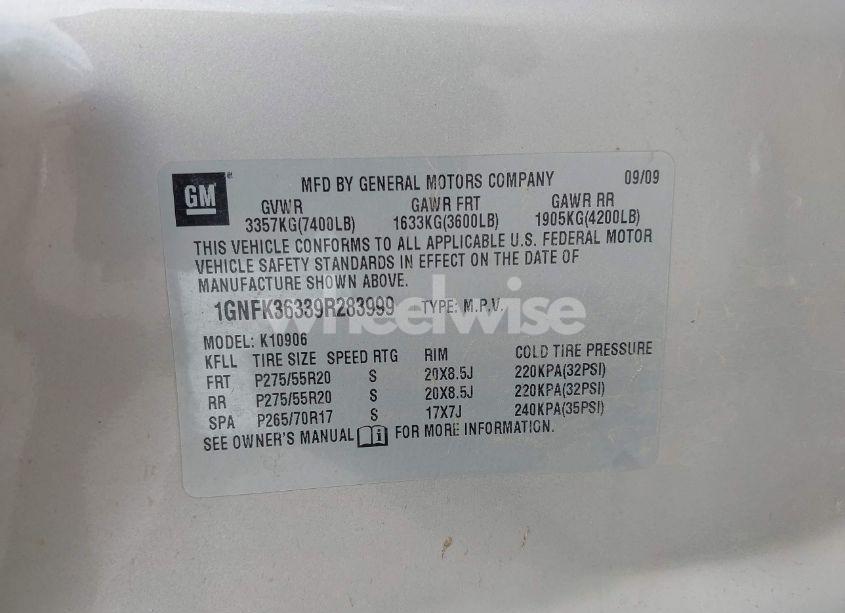 GM
MFD BY GENERAL MOTORS COMPANY 09/09
GVWR GAWR FRT GAWR RR
3357KG(7400LB) 1633KG(3600LB) 1905KG(4200LB)
THIS VEHICLE CONFORMS TO ALL APPLICABLE U.S. FEDERAL MOTOR
VEHICLE SAFETY STANDARDS IN EFFECT ON THE DATE OF
MANUFACTURE SHOWN ABOVE.
1GNFK36339R283999 TYPE: M.P.V.
wheelwise
MODEL: K10906
KFLL TIRE SIZE SPEED RTG RIM COLD TIRE PRESSURE
FRT P275/55R20 S 20X8.5J 220KPA(32PSI)
RR P275/55R20 S 20X8.5J 220KPA(32PSI)
SPA P265/70R17 S 17X7J 240KPA(35PSI)
SEE OWNER'S MANUAL FOR MORE INFORMATION.